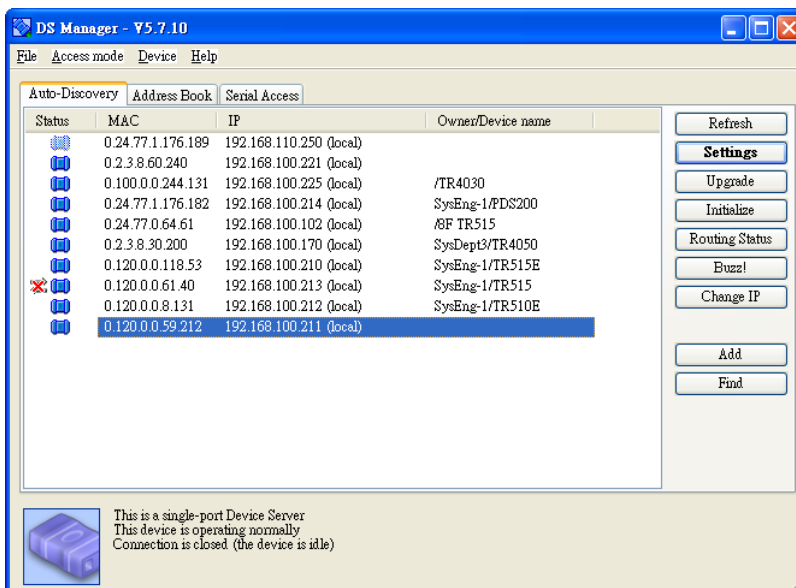 DS Manager - V5.7.10
File Access mode Device Help
Auto-Discovery Address Book Serial Access
Status MAC IP Owner/Device name
0.24.77.1.176.189 192.168.110.250 (local)
0.2.3.8.60.240 192.168.100.221 (local)
0.100.0.0.244.131 192.168.100.225 (local) /TR4030
0.24.77.1.176.182 192.168.100.214 (local) SysEng-1/PDS200
0.24.77.0.64.61 192.168.100.102 (local) /8F TR515
0.2.3.8.30.200 192.168.100.170 (local) SysDept3/TR4050
0.120.0.0.118.53 192.168.100.210 (local) SysEng-1/TR515E
0.120.0.0.61.40 192.168.100.213 (local) SysEng-1/TR515
0.120.0.0.8.131 192.168.100.212 (local) SysEng-1/TR510E
0.120.0.0.59.212 192.168.100.211 (local)
Refresh
Settings
Upgrade
Initialize
Routing Status
Buzz!
Change IP
Add
Find
This is a single-port Device Server
This device is operating normally
Connection is closed (the device is idle)